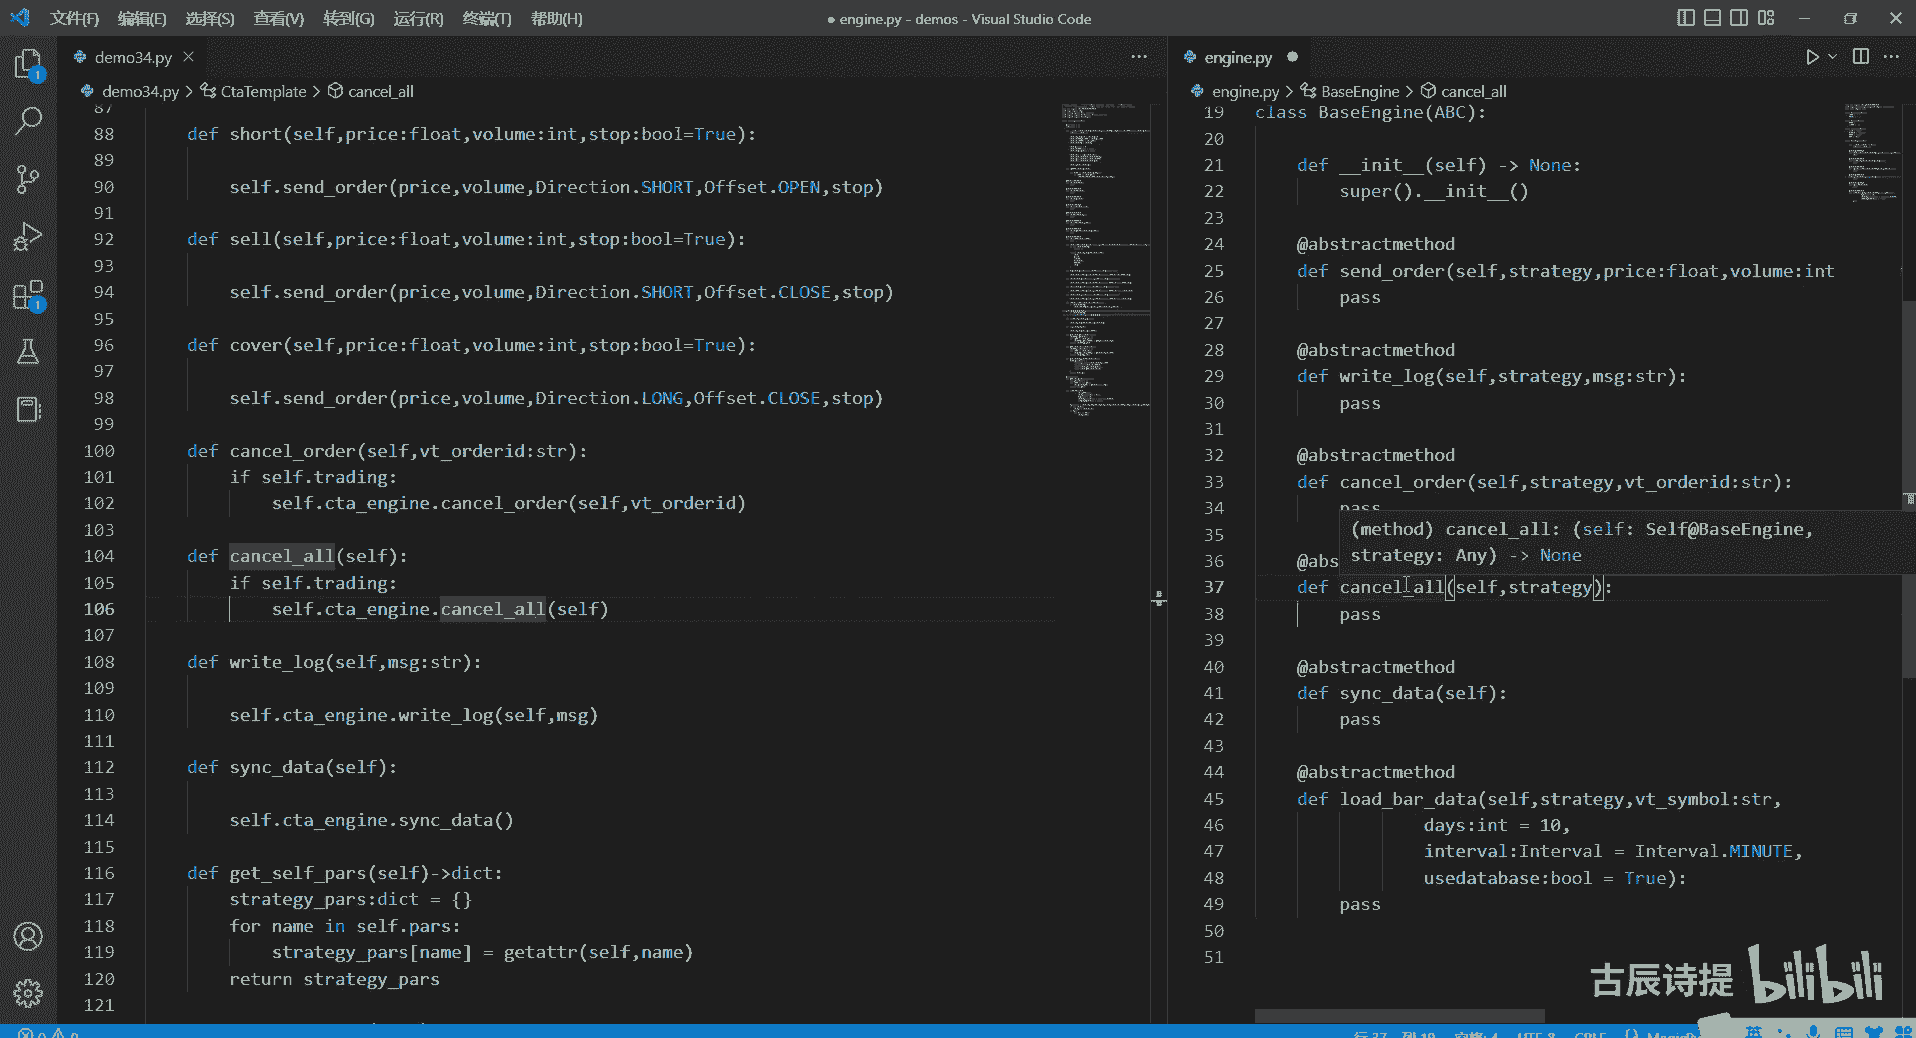 文件(F) 编辑(E) 选择(S) 查看(V) 转到(G) 运行(R) 终端(T) 帮助(H)
● engine.py - demos - Visual Studio Code
demo34.py
demo34.py > CtaTemplate > cancel_all
87
88 def short(self,price:float,volume:int,stop:bool=True):
89
90 self.send_order(price,volume,Direction.SHORT,Offset.OPEN,stop)
91
92 def sell(self,price:float,volume:int,stop:bool=True):
93
94 self.send_order(price,volume,Direction.SHORT,Offset.CLOSE,stop)
95
96 def cover(self,price:float,volume:int,stop:bool=True):
97
98 self.send_order(price,volume,Direction.LONG,Offset.CLOSE,stop)
99
100 def cancel_order(self,vt_orderid:str):
101 if self.trading:
102 self.cta_engine.cancel_order(self,vt_orderid)
103
104 def cancel_all(self):
105 if self.trading:
106 self.cta_engine.cancel_all(self)
107
108 def write_log(self,msg:str):
109
110 self.cta_engine.write_log(self,msg)
111
112 def sync_data(self):
113
114 self.cta_engine.sync_data()
115
116 def get_self_pars(self)->dict:
117 strategy_pars:dict = {}
118 for name in self.pars:
119 strategy_pars[name] = getattr(self,name)
120 return strategy_pars
121
engine.py
engine.py > BaseEngine > cancel_all
19 class BaseEngine(ABC):
20
21 def __init__(self) -> None:
22 super().__init__()
23
24 @abstractmethod
25 def send_order(self,strategy,price:float,volume:int
26 pass
27
28 @abstractmethod
29 def write_log(self,strategy,msg:str):
30 pass
31
32 @abstractmethod
33 def cancel_order(self,strategy,vt_orderid:str):
34 pass
35
(method) cancel_all: (self: Self@BaseEngine,
strategy: Any) -> None
36 @abs
37 def cancel_all(self,strategy):
38 pass
39
40 @abstractmethod
41 def sync_data(self):
42 pass
43
44 @abstractmethod
45 def load_bar_data(self,strategy,vt_symbol:str,
46 days:int = 10,
47 interval:Interval = Interval.MINUTE,
48 usedatabase:bool = True):
49 pass
50
51
古辰诗提 bilibili
行 37, 列 19 空格: 4 UTF-8 CRLF
英